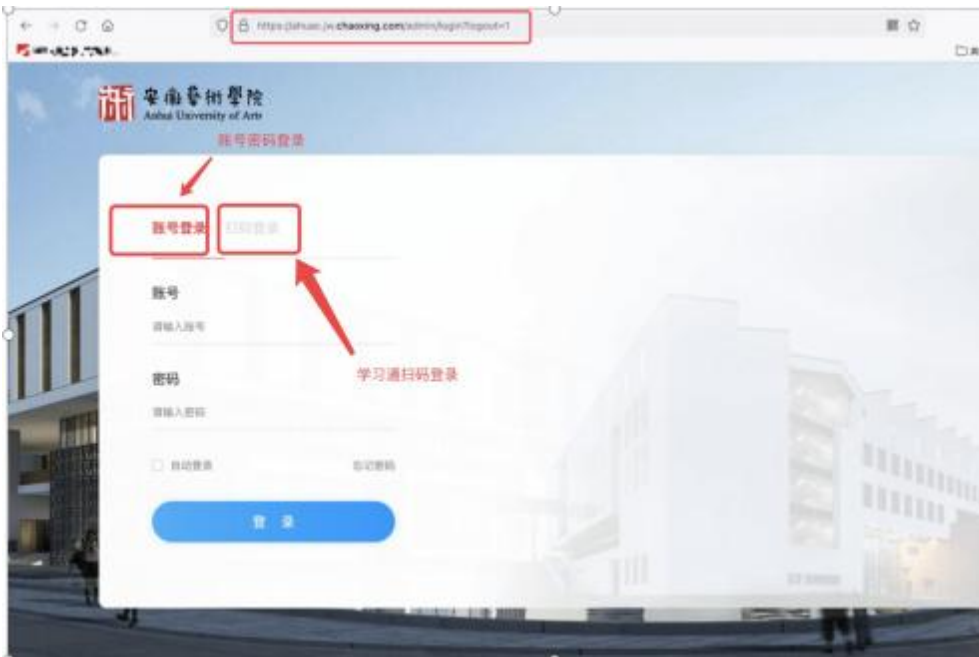 https://ahuae.jw.chaoxing.com/admin/login?logout=1
安徽藝術學院
Anhui University of Arts
账号密码登录
账号登录 扫码登录
账号
请输入账号
学习通扫码登录
密码
请输入密码
自动登录 忘记密码
登 录